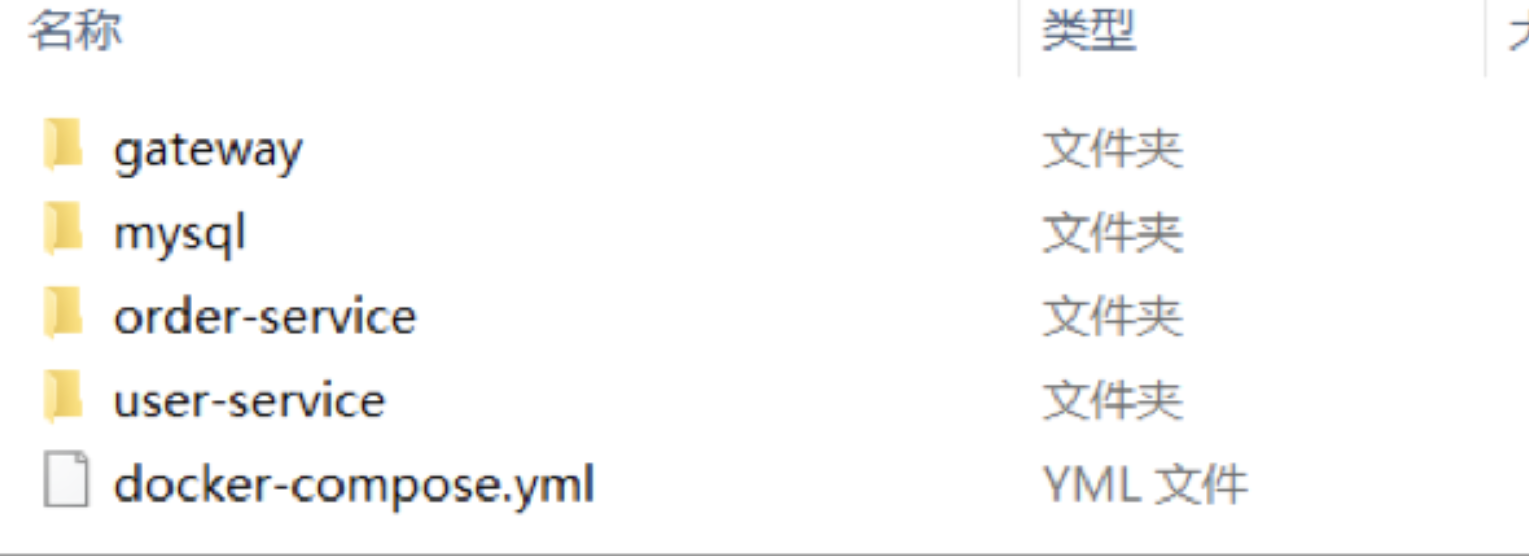 名称 类型
gateway 文件夹
mysql 文件夹
order-service 文件夹
user-service 文件夹
docker-compose.yml YML 文件